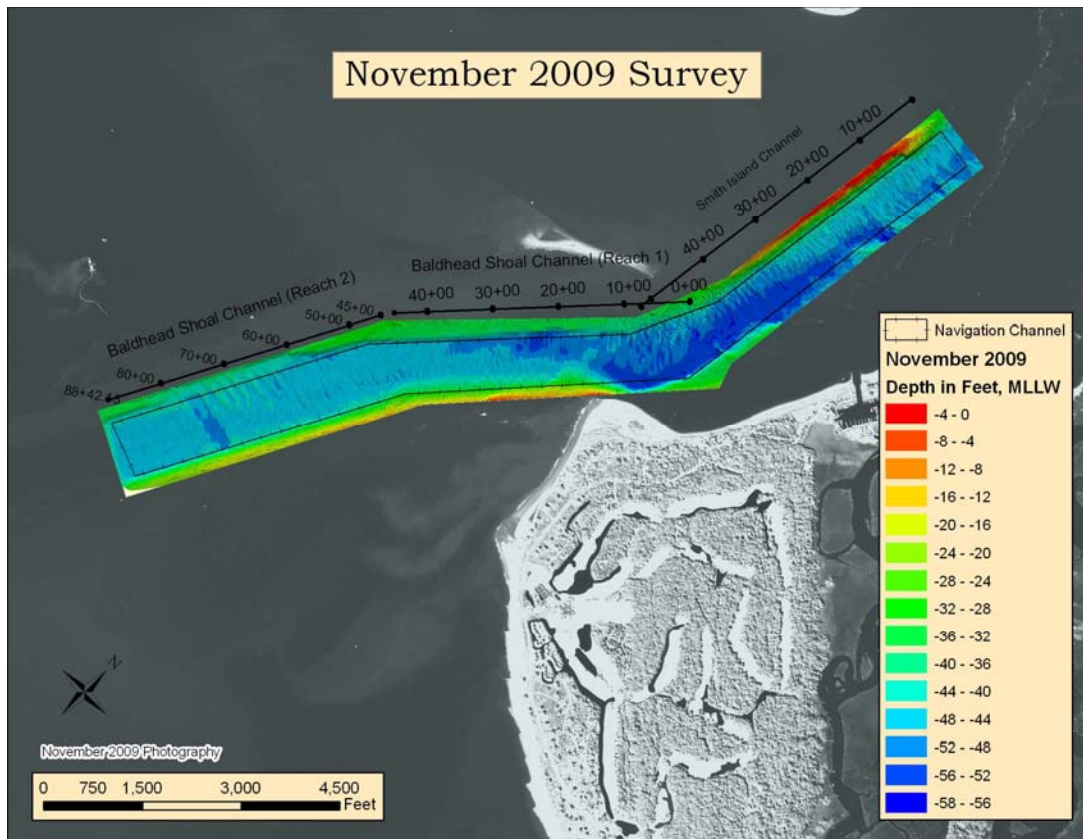 November 2009 Survey
Smith Island Channel
10+00
20+00
30+00
40+00
Baldhead Shoal Channel (Reach 1)
0+00
10+00
20+00
30+00
40+00
Baldhead Shoal Channel (Reach 2)
45+00
50+00
60+00
70+00
80+00
88+42.13
N
November 2009 Photography
0 750 1,500 3,000 4,500
Feet
Navigation Channel
November 2009
Depth in Feet, MLLW
-4 - 0
-8 - -4
-12 - -8
-16 - -12
-20 - -16
-24 - -20
-28 - -24
-32 - -28
-36 - -32
-40 - -36
-44 - -40
-48 - -44
-52 - -48
-56 - -52
-58 - -56